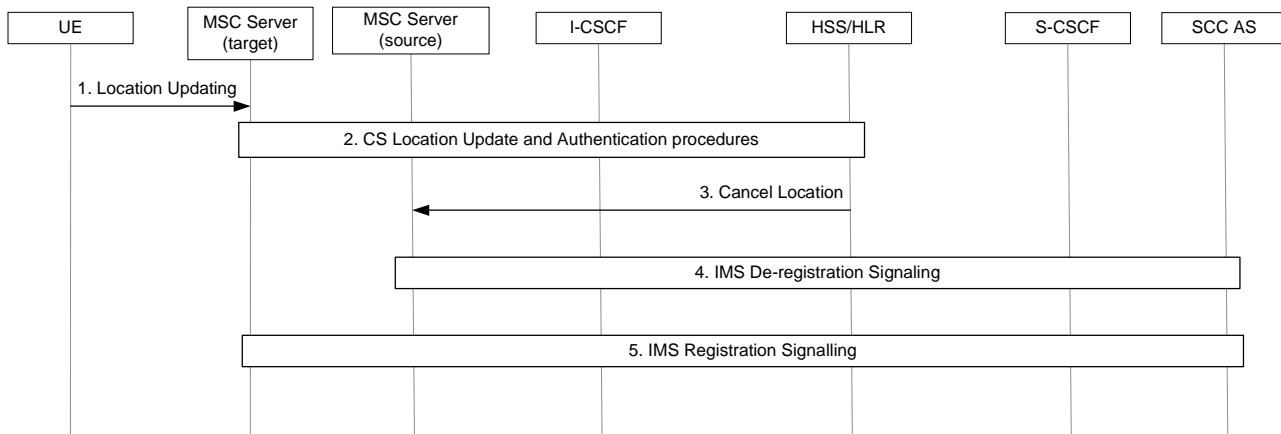 UE
MSC Server
(target)
MSC Server
(source)
I-CSCF
HSS/HLR
S-CSCF
SCC AS
1. Location Updating
2. CS Location Update and Authentication procedures
3. Cancel Location
4. IMS De-registration Signaling
5. IMS Registration Signalling